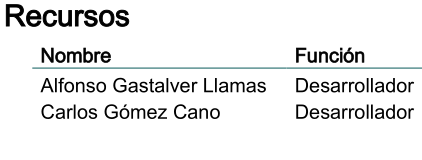 Recursos
Nombre Función
Alfonso Gastalver Llamas Desarrollador
Carlos Gómez Cano Desarrollador